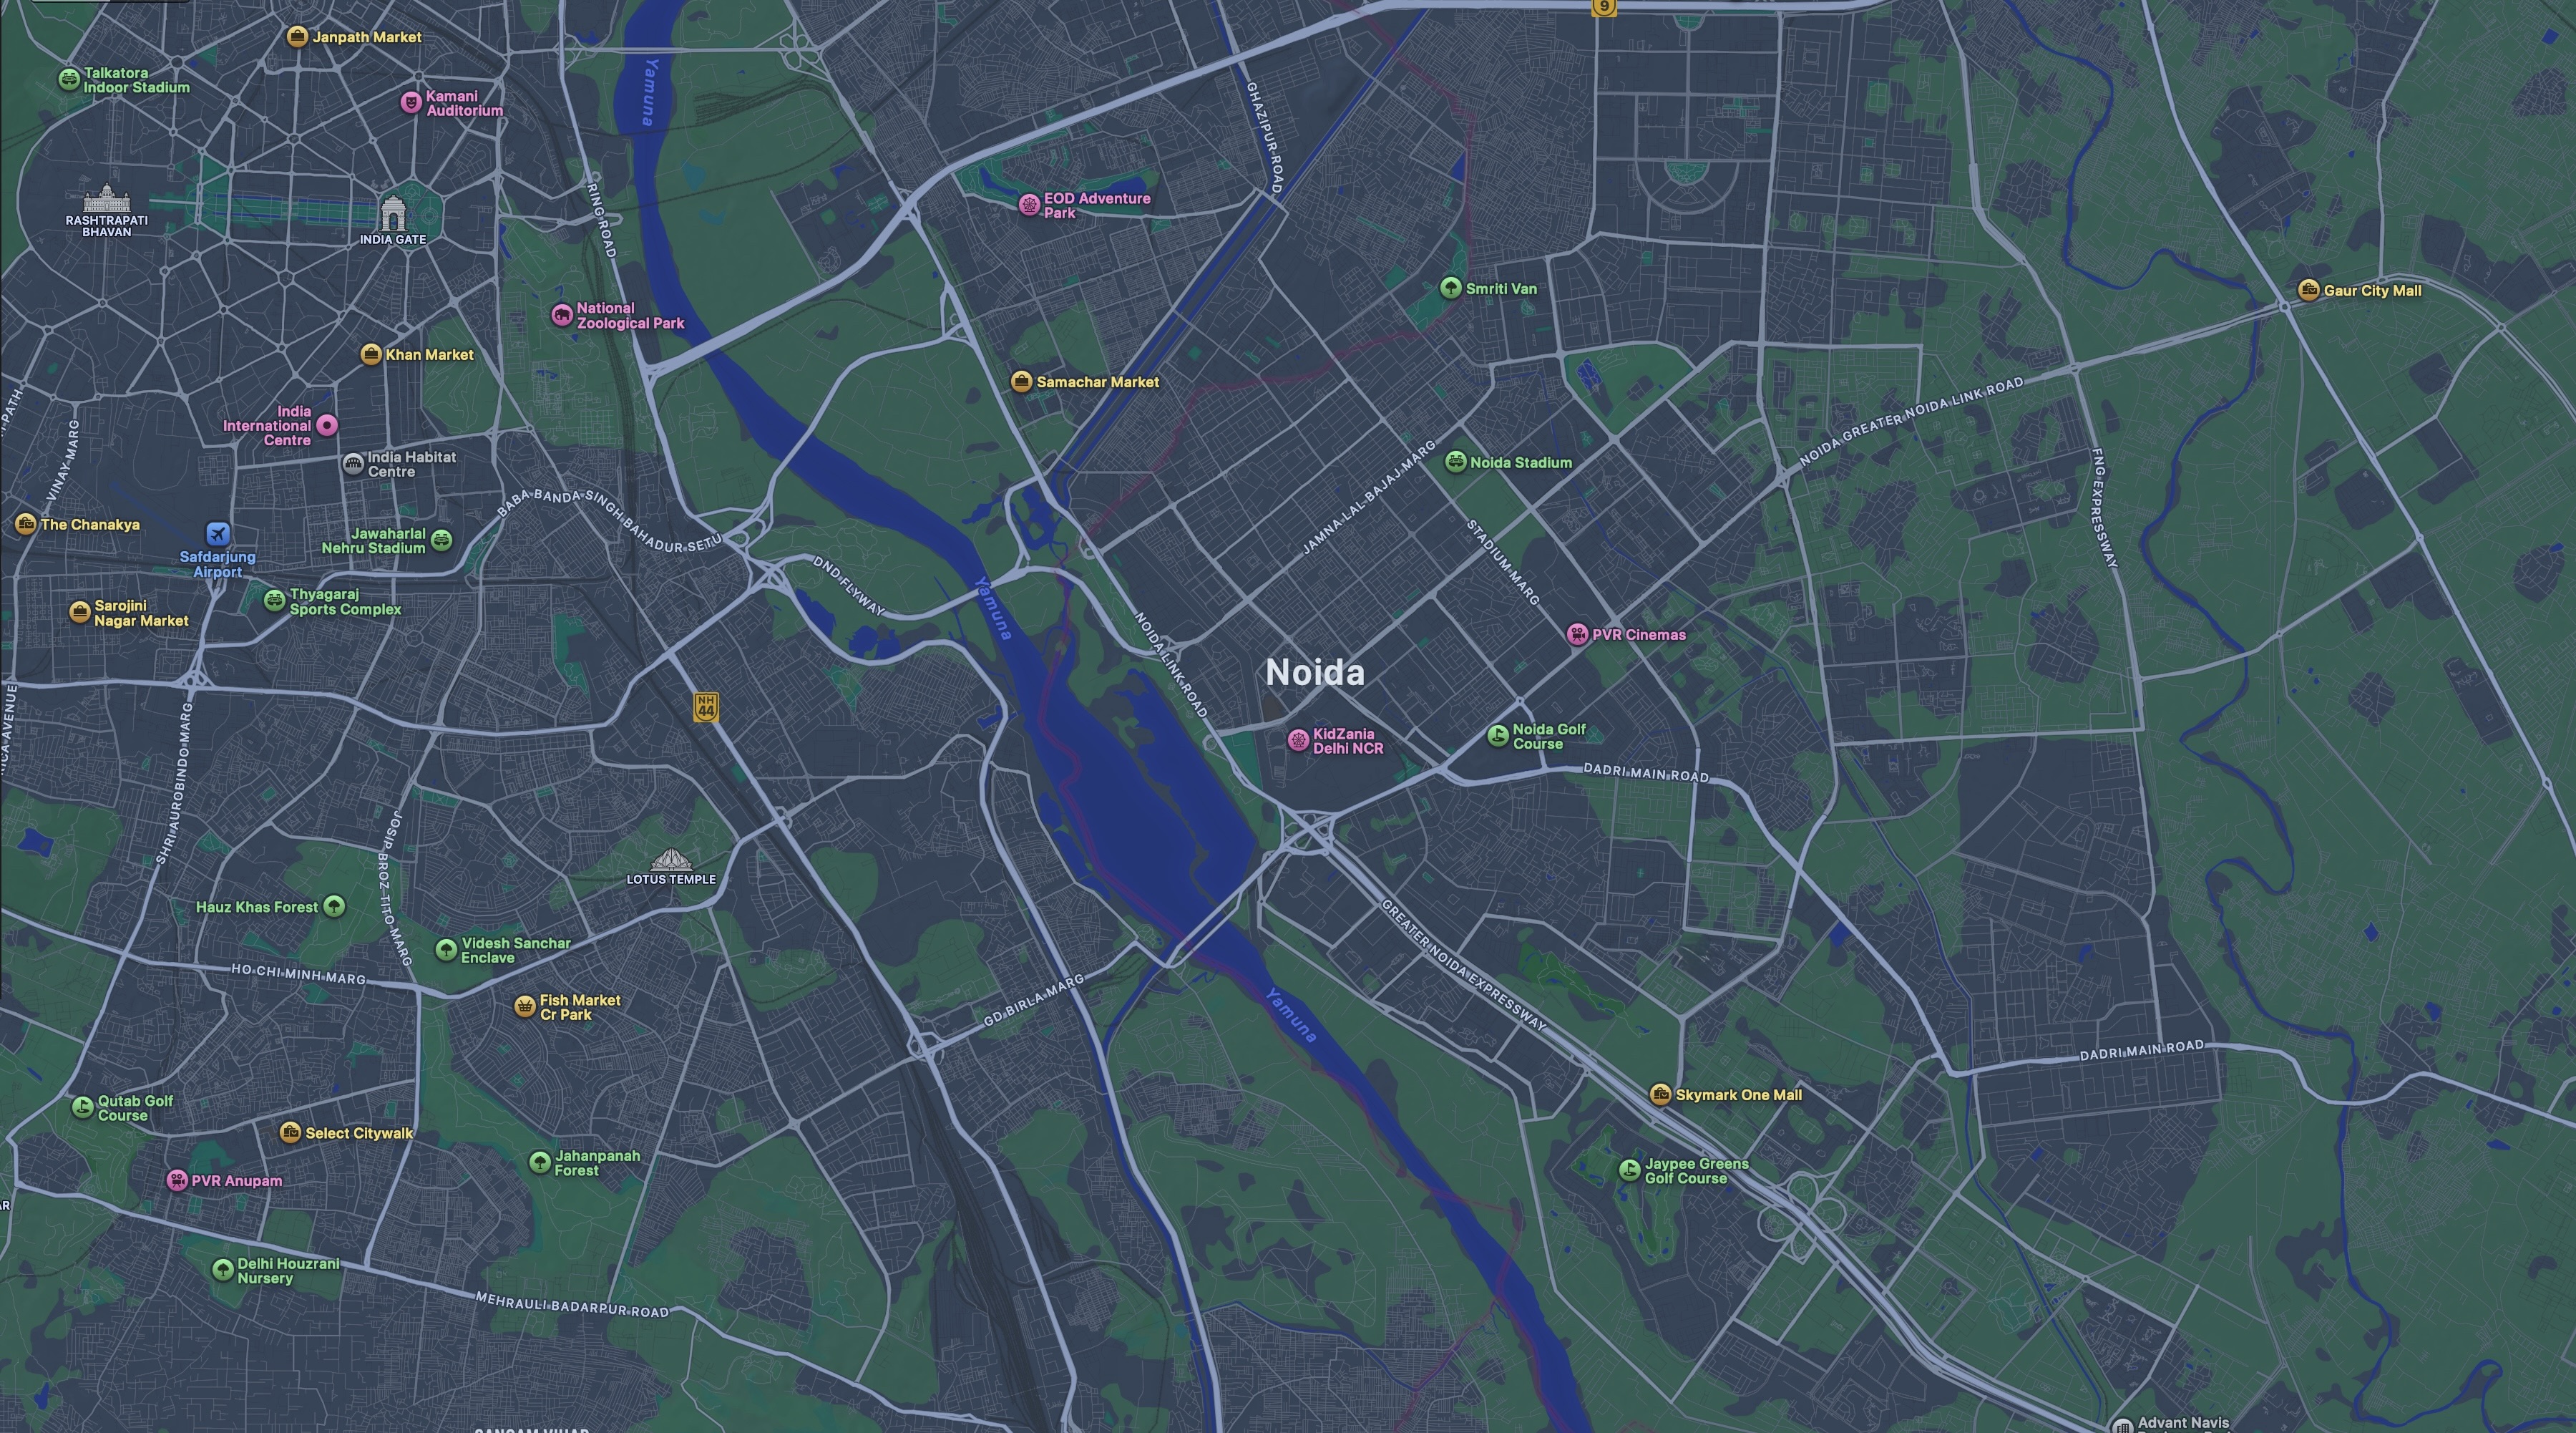 9
Janpath Market
Talkatora
Indoor Stadium
Kamani
Auditorium
Yamuna
GHAZIPUR ROAD
RING ROAD
EOD Adventure
Park
RASHTRAPATI
BHAVAN
INDIA GATE
National
Zoological Park
Smriti Van
Gaur City Mall
Khan Market
Samachar Market
NOIDA GREATER NOIDA LINK ROAD
India
International
Centre
India Habitat
Centre
VINAY MARG
JAMNA LAL BAJAJ MARG
Noida Stadium
FNG EXPRESSWAY
BABA BANDA SINGH BAHADUR SETU
The Chanakya
Safdarjung
Airport
Jawaharlal
Nehru Stadium
STADIUM MARG
DND FLYWAY
Yamuna
Sarojini
Nagar Market
Thyagaraj
Sports Complex
NOIDA LINK ROAD
PVR Cinemas
Noida
NH
44
KidZania
Delhi NCR
Noida Golf
Course
DADRI MAIN ROAD
SHRI AUROBINDO MARG
JOSIP BROZ TITO MARG
LOTUS TEMPLE
Hauz Khas Forest
Videsh Sanchar
Enclave
HO CHI MINH MARG
GREATER NOIDA EXPRESSWAY
Fish Market
Cr Park
GD BIRLA MARG
Yamuna
DADRI MAIN ROAD
Skymark One Mall
Qutab Golf
Course
Select Citywalk
Jahanpanah
Forest
Jaypee Greens
Golf Course
PVR Anupam
Delhi Houzrani
Nursery
MEHRAULI BADARPUR ROAD
Advant Navis